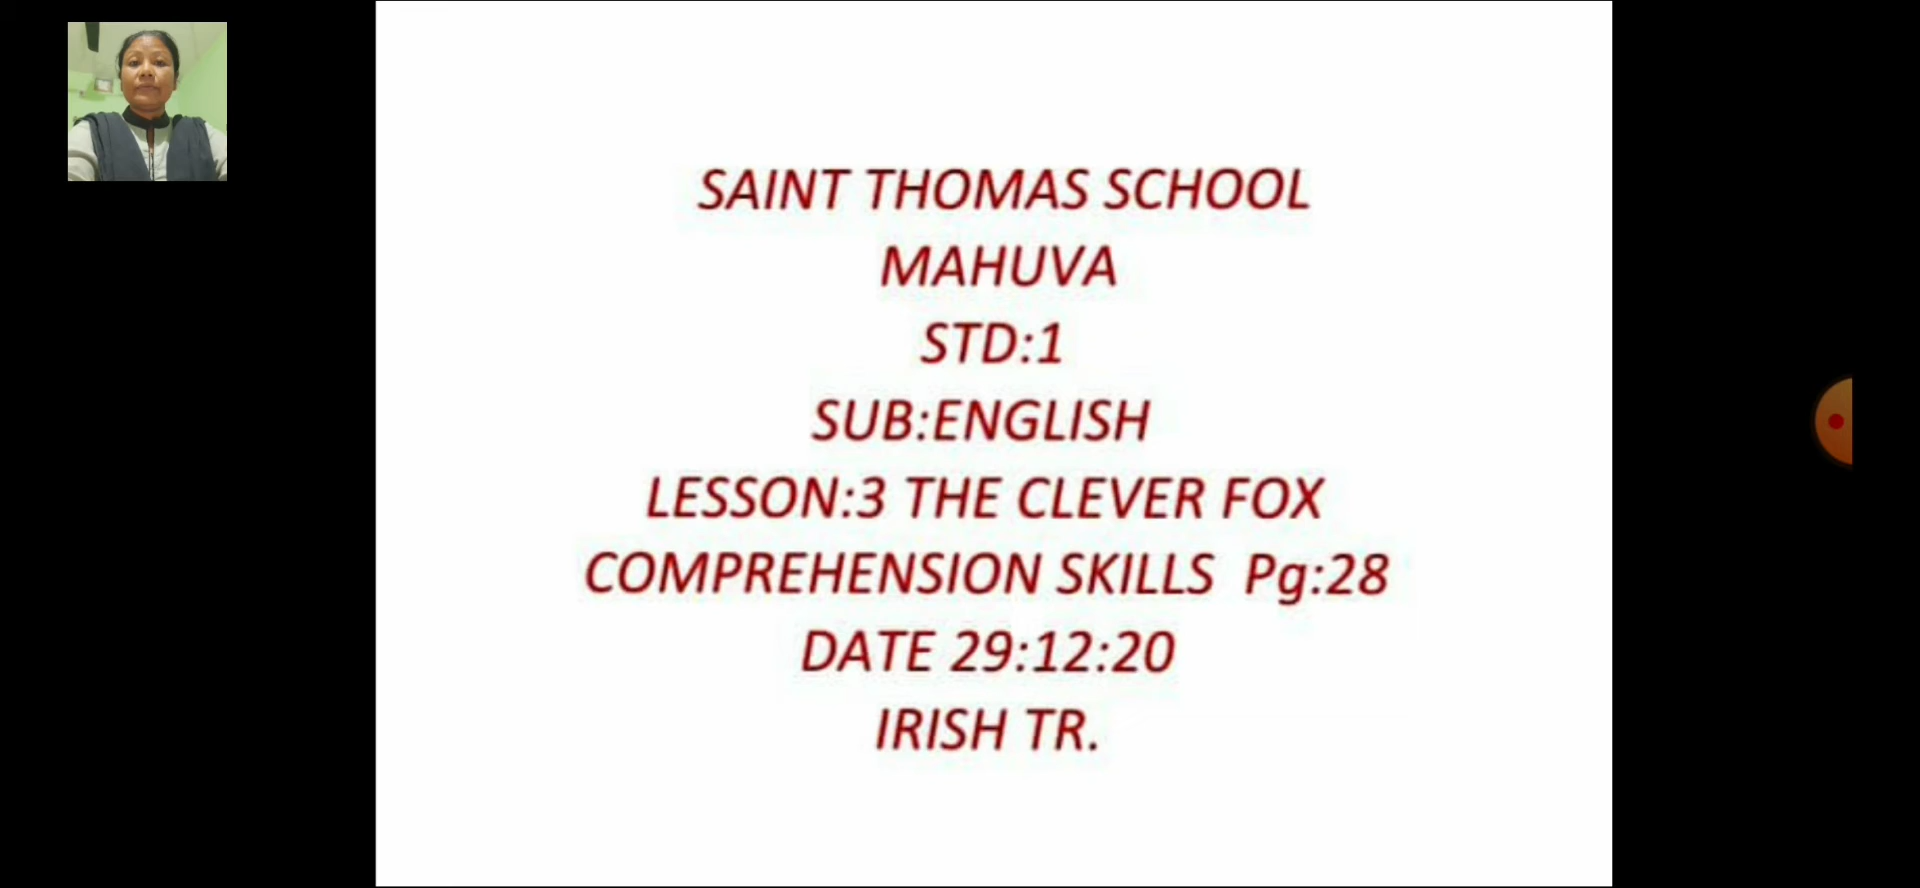 SAINT THOMAS SCHOOL
MAHUVA
STD:1
SUB:ENGLISH
LESSON:3 THE CLEVER FOX
COMPREHENSION SKILLS Pg:28
DATE 29:12:20
IRISH TR.